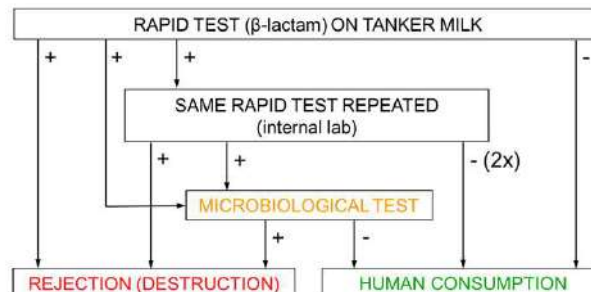 RAPID TEST (β-lactam) ON TANKER MILK
+ + + -
SAME RAPID TEST REPEATED
(internal lab)
+ + - (2x)
MICROBIOLOGICAL TEST
+ -
REJECTION (DESTRUCTION) HUMAN CONSUMPTION